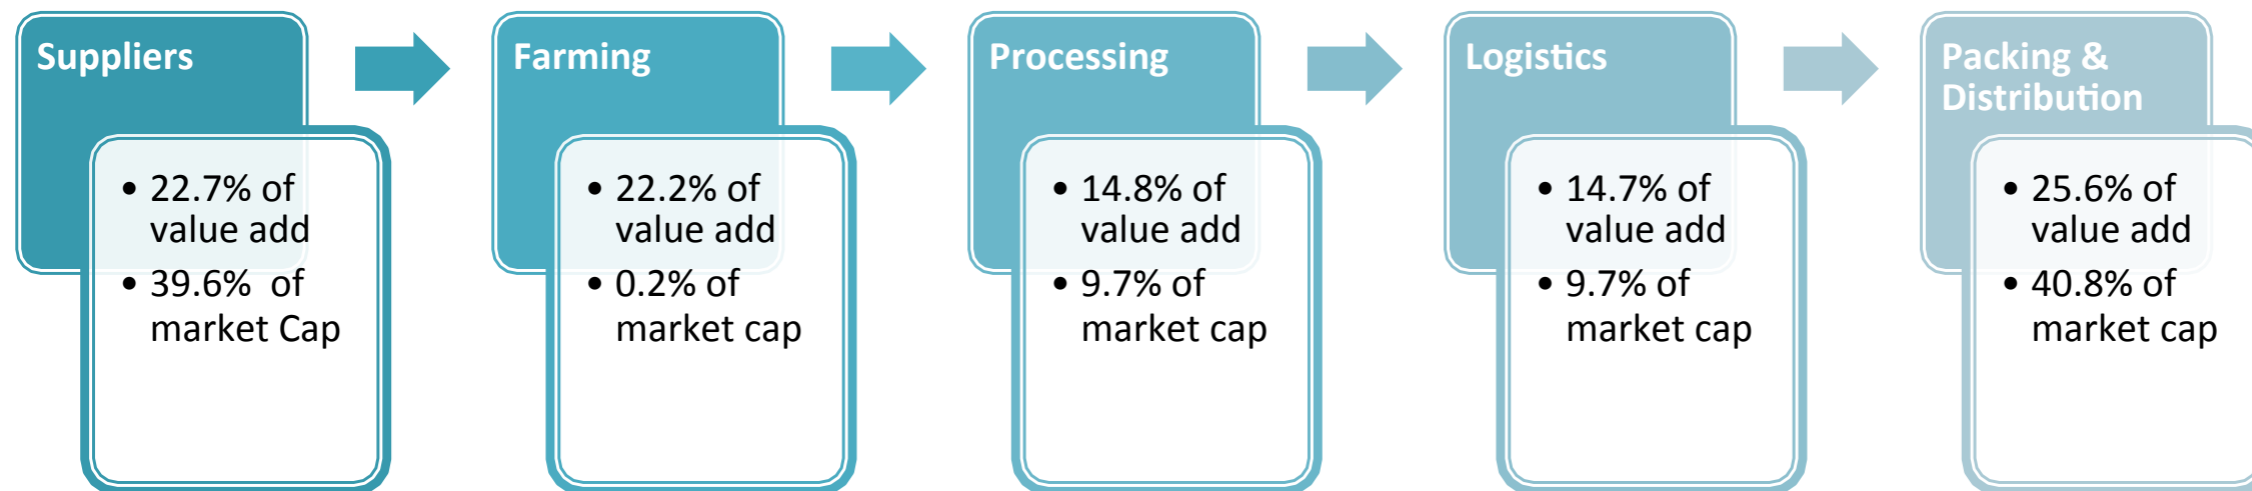 Suppliers
• 22.7% of
value add
• 39.6%  of
market Cap
Farming
• 22.2% of
value add
• 0.2% of
market cap
Processing
• 14.8% of
value add
• 9.7% of
market cap
Logistics
• 14.7% of
value add
• 9.7% of
market cap
Packing &
Distribution
• 25.6% of
value add
• 40.8% of
market cap